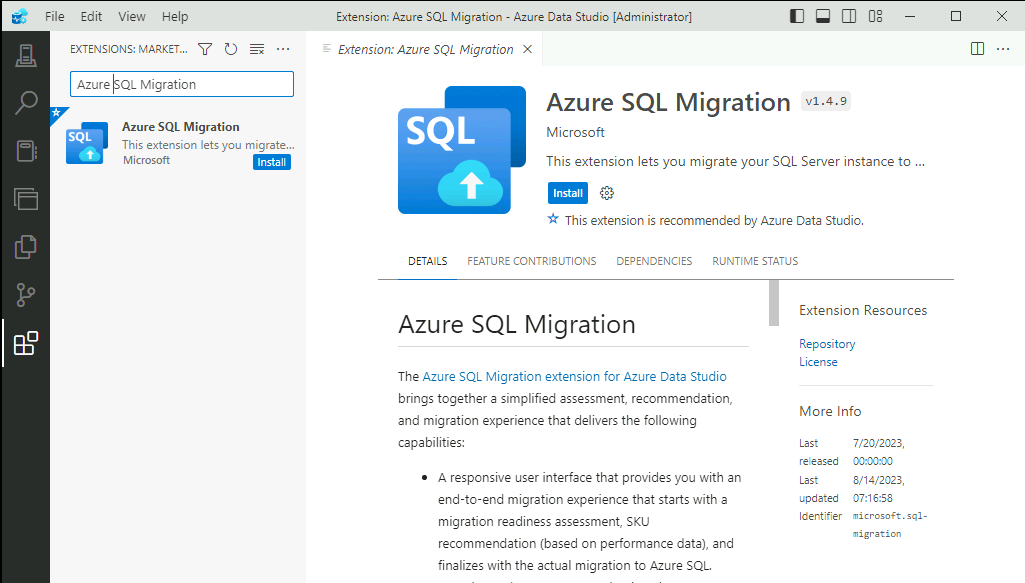 File Edit View Help
Extension: Azure SQL Migration - Azure Data Studio [Administrator]
EXTENSIONS: MARKET...
Azure SQL Migration
SQL
Azure SQL Migration
This extension lets you migrate...
Microsoft
Install
Extension: Azure SQL Migration
SQL
Azure SQL Migration v1.4.9
Microsoft
This extension lets you migrate your SQL Server instance to ...
Install
This extension is recommended by Azure Data Studio.
DETAILS FEATURE CONTRIBUTIONS DEPENDENCIES RUNTIME STATUS
Azure SQL Migration
The Azure SQL Migration extension for Azure Data Studio
brings together a simplified assessment, recommendation,
and migration experience that delivers the following
capabilities:
• A responsive user interface that provides you with an
end-to-end migration experience that starts with a
migration readiness assessment, SKU
recommendation (based on performance data), and
finalizes with the actual migration to Azure SQL.
Extension Resources
Repository
License
More Info
Last 7/20/2023,
released 00:00:00
Last 8/14/2023,
updated 07:16:58
Identifier microsoft.sql-
migration